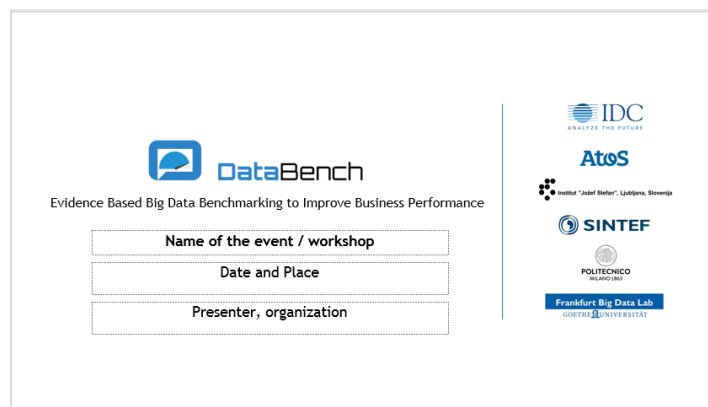 DataBench
Evidence Based Big Data Benchmarking to Improve Business Performance
Name of the event / workshop
Date and Place
Presenter, organization
IDC
ANALYZE THE FUTURE
Atos
Institut "Jožef Stefan", Ljubljana, Slovenija
SINTEF
POLITECNICO
MILANO 1863
Frankfurt Big Data Lab
GOETHE UNIVERSITÄT